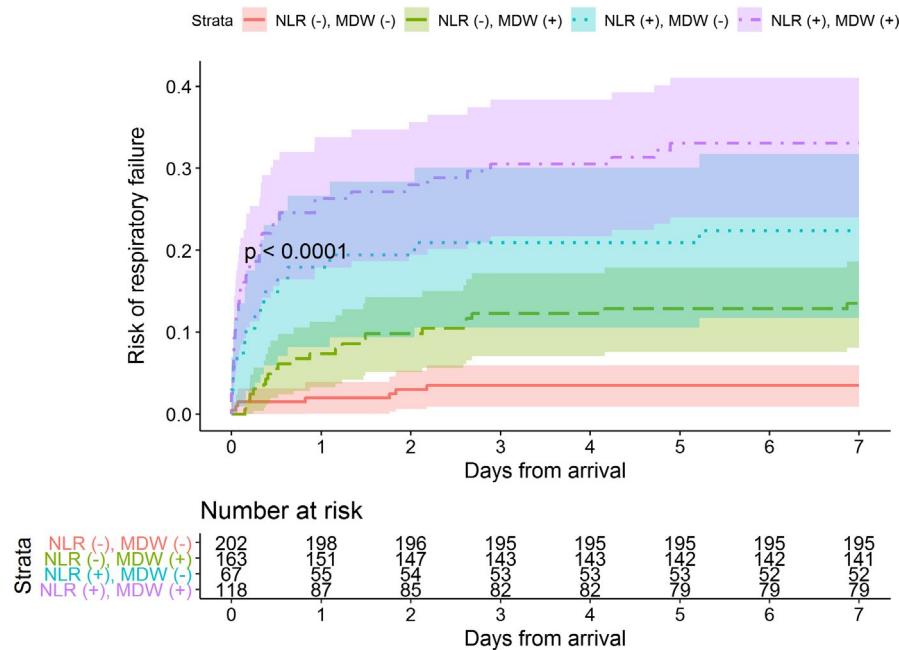 Strata NLR (-), MDW (-) NLR (-), MDW (+) NLR (+), MDW (-) NLR (+), MDW (+)
Risk of respiratory failure
0.4
0.3
0.2
0.1
0.0
p < 0.0001
0 1 2 3 4 5 6 7
Days from arrival
Number at risk
Strata
NLR (-), MDW (-) 202 198 196 195 195 195 195 195
NLR (-), MDW (+) 163 151 147 143 143 142 142 141
NLR (+), MDW (-) 67 55 54 53 53 53 52 52
NLR (+), MDW (+) 118 87 85 82 82 79 79 79
0 1 2 3 4 5 6 7
Days from arrival